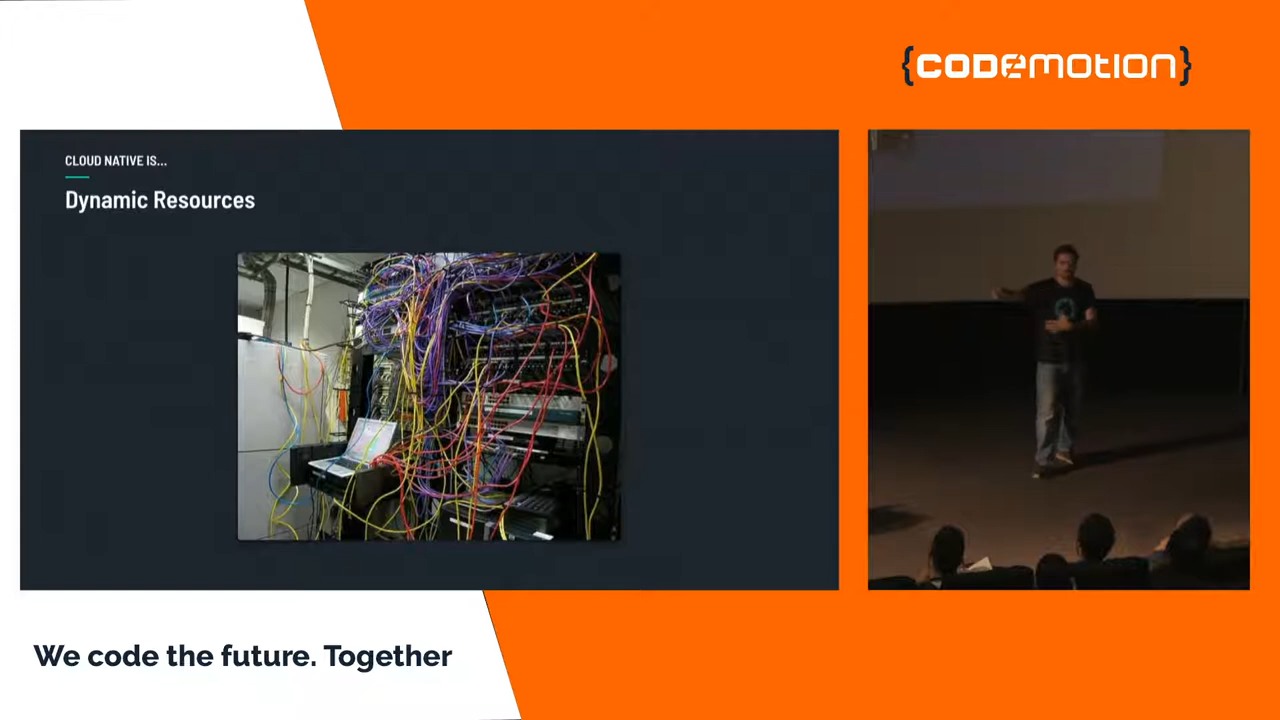 {CODEMOTION}
CLOUD NATIVE IS...
Dynamic Resources
We code the future. Together